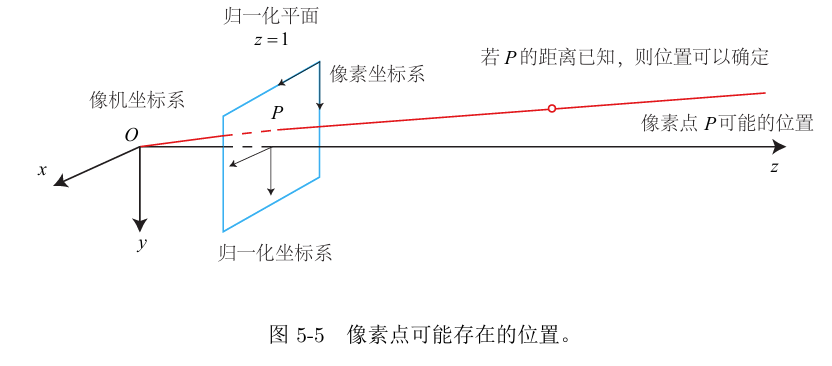 归一化平面
z=1
像素坐标系
若 P 的距离已知，则位置可以确定
像机坐标系
P
像素点 P 可能的位置
O
x
z
y
归一化坐标系
图 5-5 像素点可能存在的位置。